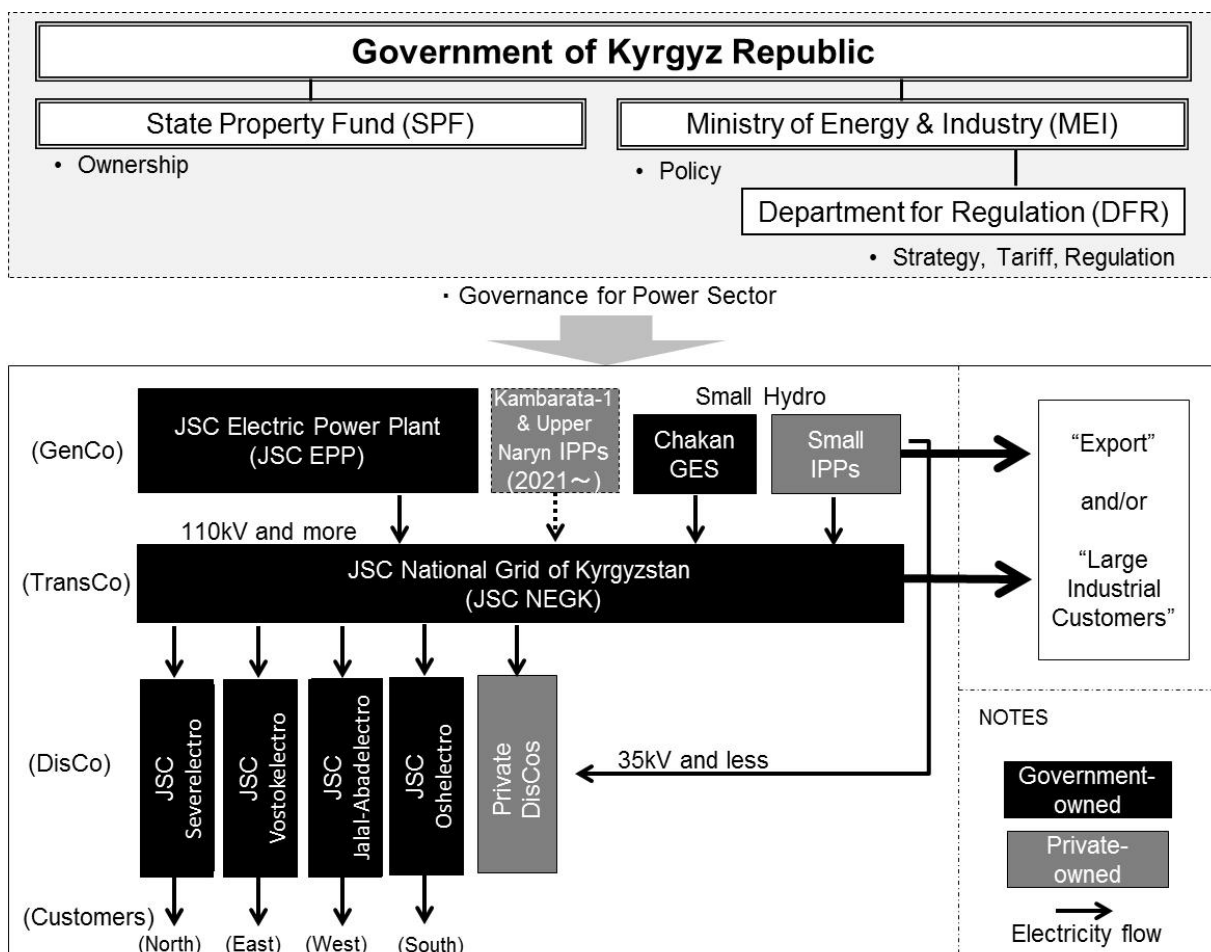 Government of Kyrgyz Republic
State Property Fund (SPF)
Ministry of Energy & Industry (MEI)
• Ownership
• Policy
Department for Regulation (DFR)
• Strategy, Tariff, Regulation
・Governance for Power Sector
(GenCo)
JSC Electric Power Plant
(JSC EPP)
Kambarata-1
& Upper
Naryn IPPs
(2021～)
Small Hydro
Chakan
GES
Small
IPPs
"Export"
and/or
"Large
Industrial
Customers"
110kV and more
(TransCo)
JSC National Grid of Kyrgyzstan
(JSC NEGK)
(DisCo)
JSC
Severelectro
JSC
Vostokelectro
JSC
Jalal-Abadelectro
JSC
Oshelectro
Private
DisCos
35kV and less
(Customers)
(North)
(East)
(West)
(South)
NOTES
Government-
owned
Private-
owned
Electricity flow